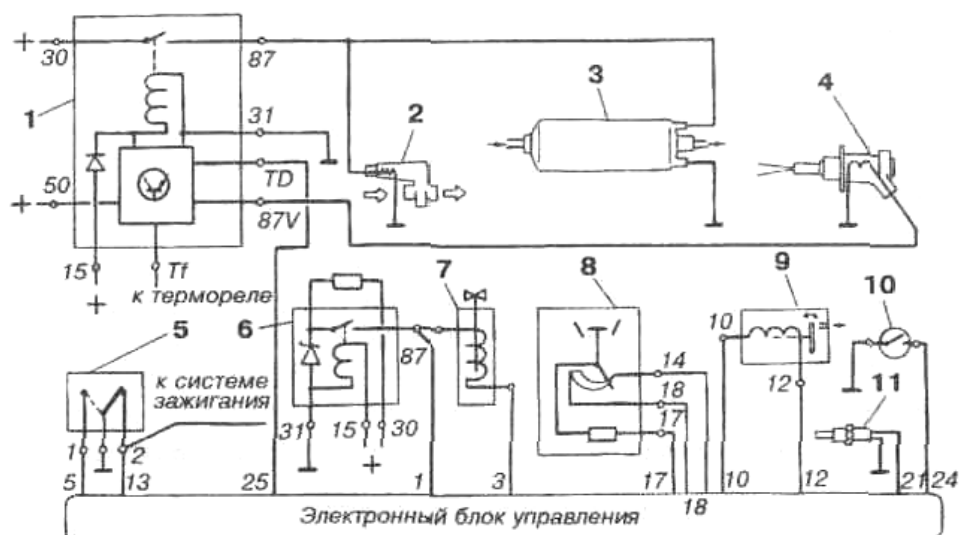 + 30 87 3 4
1 31 2
50 TD
+ 87V
15 Tf
+ к термореле
5 6 7 8 9 10
87 10
к системе
зажигания
14
18
17
12 11
1 2 31 15 30
+
5 13 25 1 3 17 18 10 12 21 24
Электронный блок управления